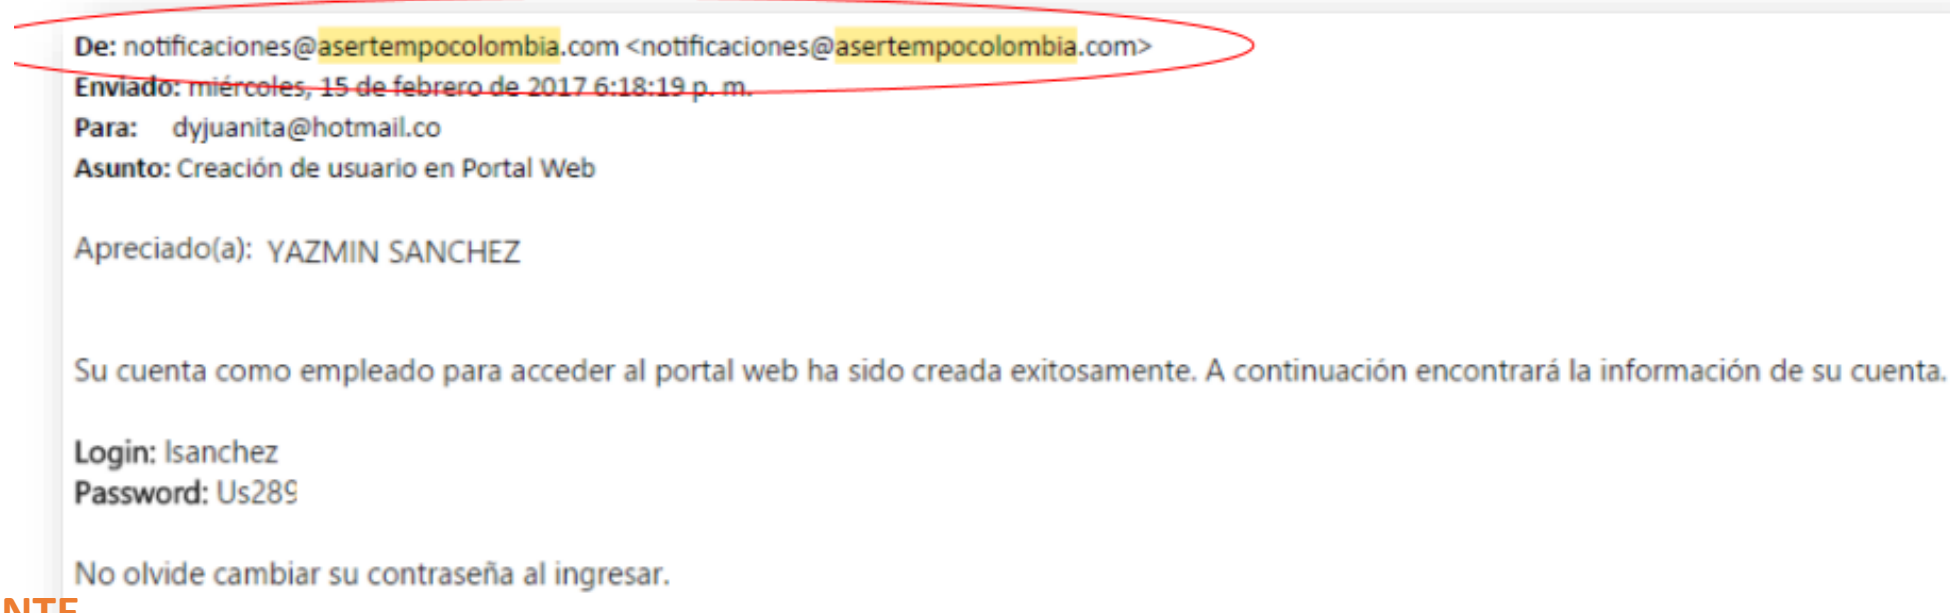 De: notificaciones@asertempocolombia.com <notificaciones@asertempocolombia.com>
Enviado: miércoles, 15 de febrero de 2017 6:18:19 p. m.
Para: dyjuanita@hotmail.co
Asunto: Creación de usuario en Portal Web
Apreciado(a): YAZMIN SANCHEZ
Su cuenta como empleado para acceder al portal web ha sido creada exitosamente. A continuación encontrará la información de su cuenta.
Login: lsanchez
Password: Us289
No olvide cambiar su contraseña al ingresar.
NTE